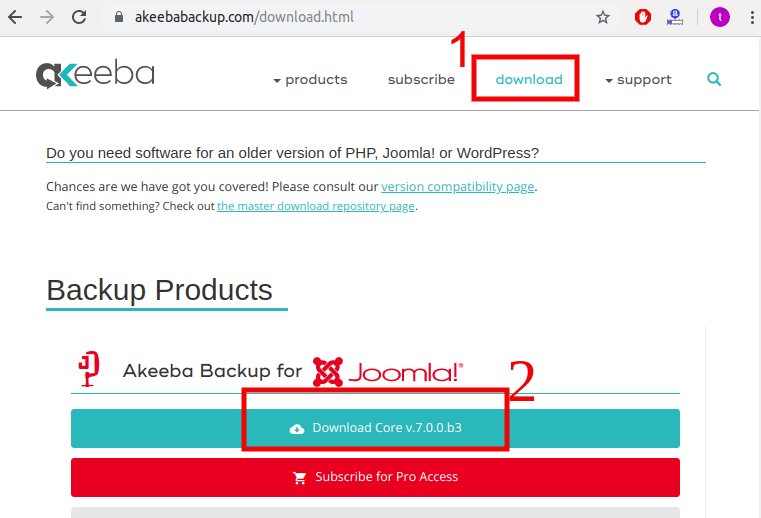 akeebabackup.com/download.html
t
1
akeeba
products subscribe download support
Do you need software for an older version of PHP, Joomla! or WordPress?
Chances are we have got you covered! Please consult our version compatibility page.
Can't find something? Check out the master download repository page.
Backup Products
Akeeba Backup for Joomla!®
2
Download Core v.7.0.0.b3
Subscribe for Pro Access